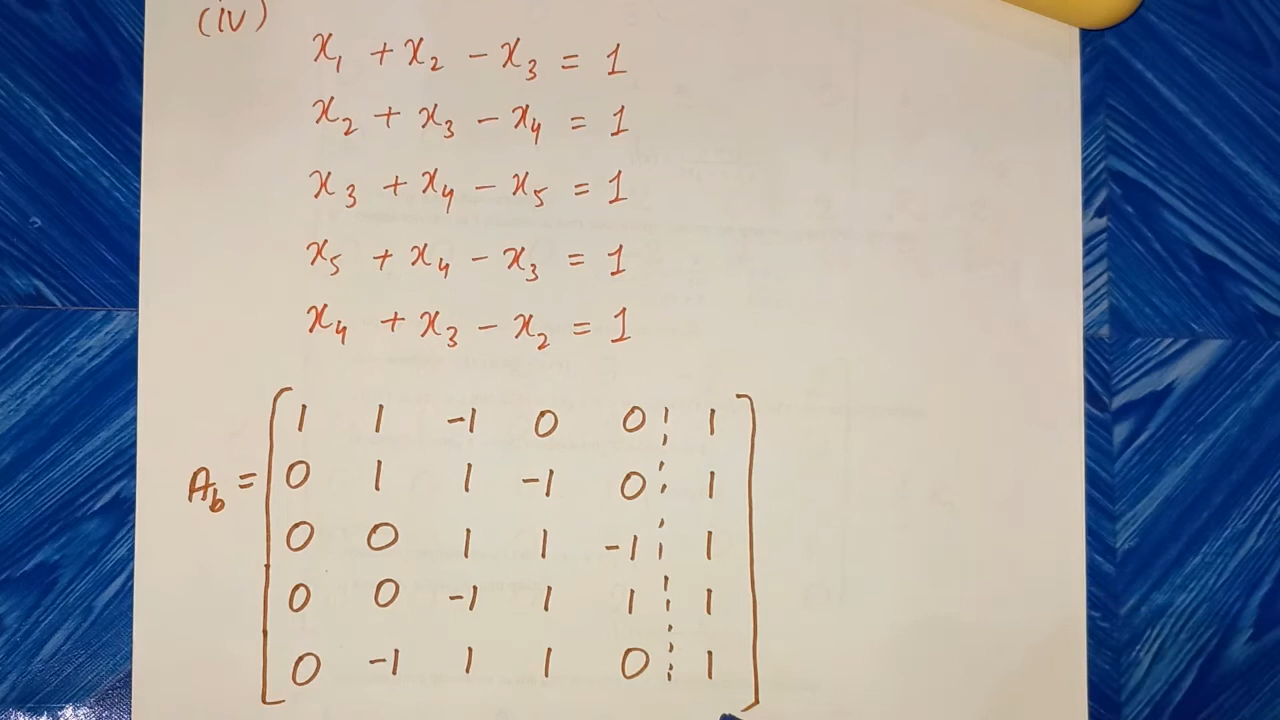 (iv)
x₁ + x₂ - x₃ = 1
x₂ + x₃ - x₄ = 1
x₃ + x₄ - x₅ = 1
x₅ + x₄ - x₃ = 1
x₄ + x₃ - x₂ = 1
1 1 -1 0 0 ¦ 1
A_b = 0 1 1 -1 0 ¦ 1
0 0 1 1 -1 ¦ 1
0 0 -1 1 1 ¦ 1
0 -1 1 1 0 ¦ 1